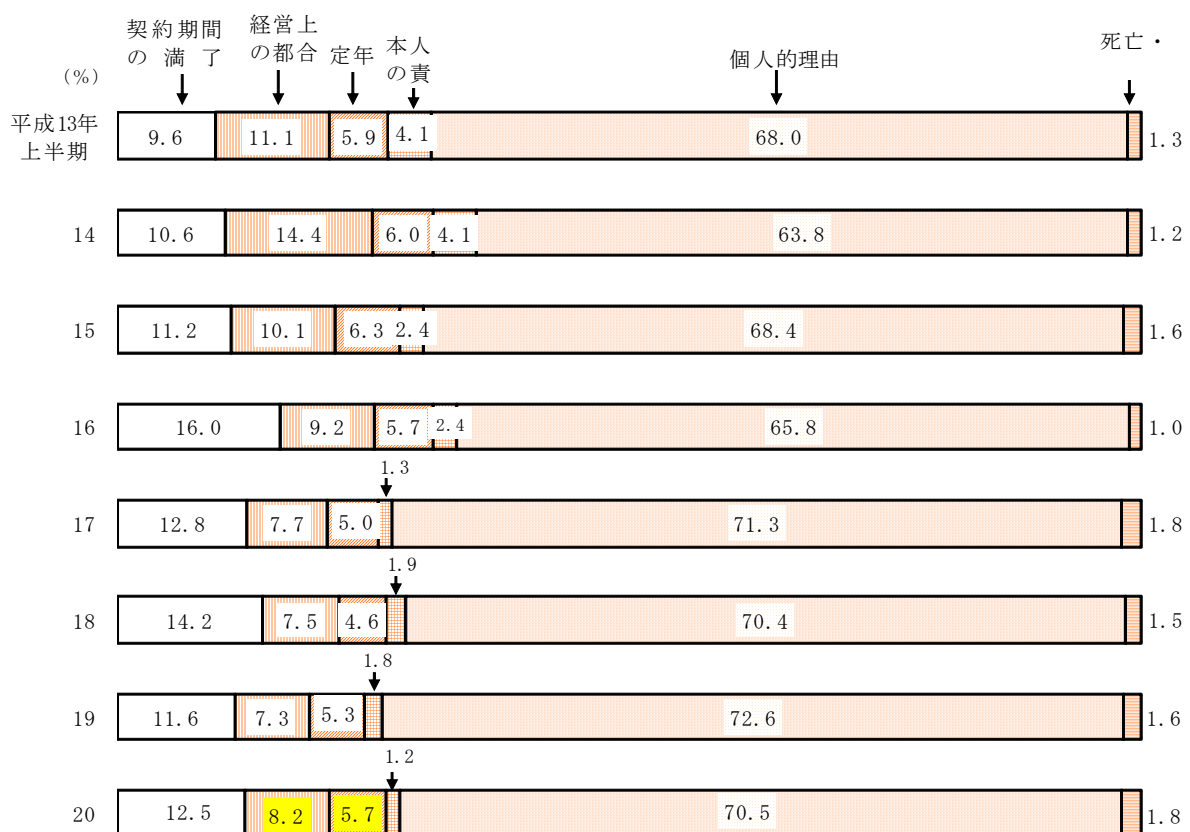 契約期間
の満了
経営上
の都合
定年
本人
の責
個人的理由
死亡・
(%)
平成13年
上半期
9.6 11.1 5.9 4.1 68.0 1.3
14 10.6 14.4 6.0 4.1 63.8 1.2
15 11.2 10.1 6.3 2.4 68.4 1.6
16 16.0 9.2 5.7 2.4 65.8 1.0
1.3
17 12.8 7.7 5.0 71.3 1.8
1.9
18 14.2 7.5 4.6 70.4 1.5
1.8
19 11.6 7.3 5.3 72.6 1.6
1.2
20 12.5 8.2 5.7 70.5 1.8